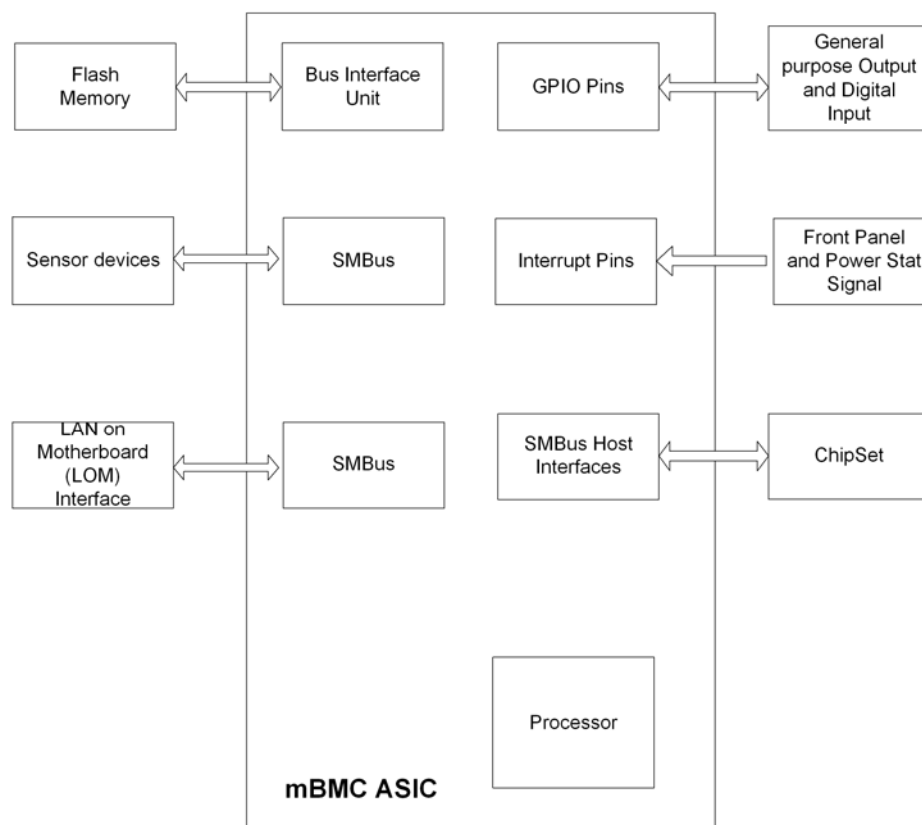 Flash
Memory
Bus Interface
Unit
GPIO Pins
General
purpose Output
and Digital
Input
Sensor devices
SMBus
Interrupt Pins
Front Panel
and Power Stat
Signal
LAN on
Motherboard
(LOM)
Interface
SMBus
SMBus Host
Interfaces
ChipSet
Processor
mBMC ASIC